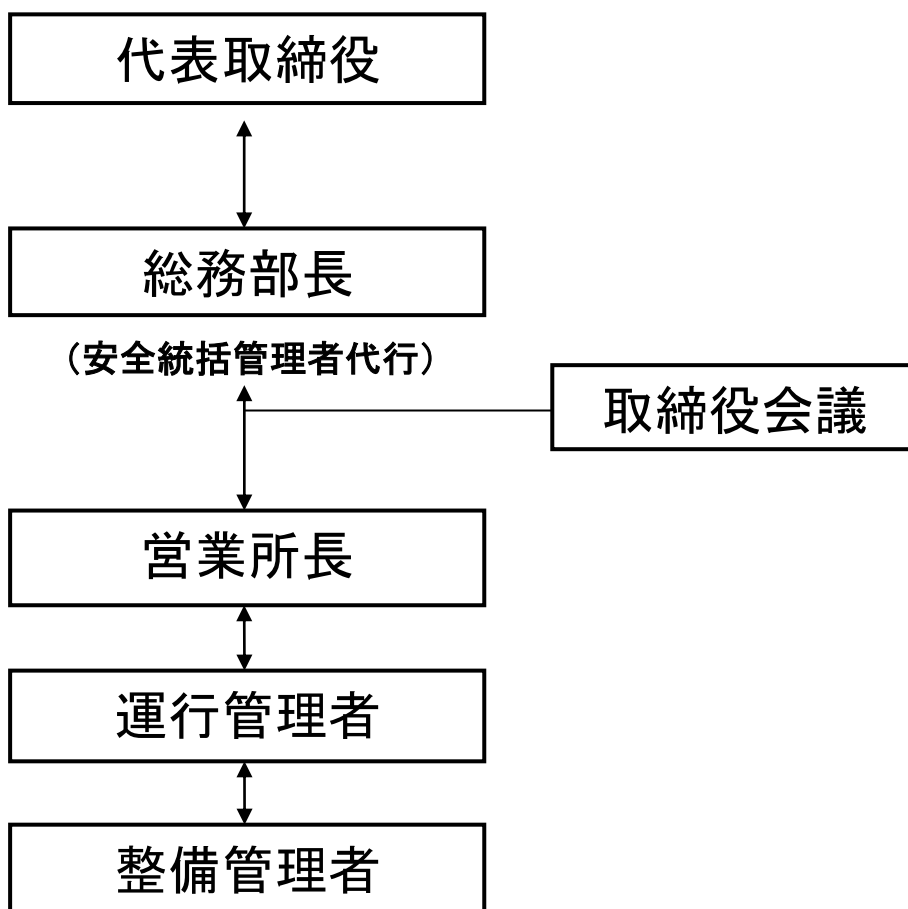 代表取締役
総務部長
（安全統括管理者代行）
取締役会議
営業所長
運行管理者
整備管理者